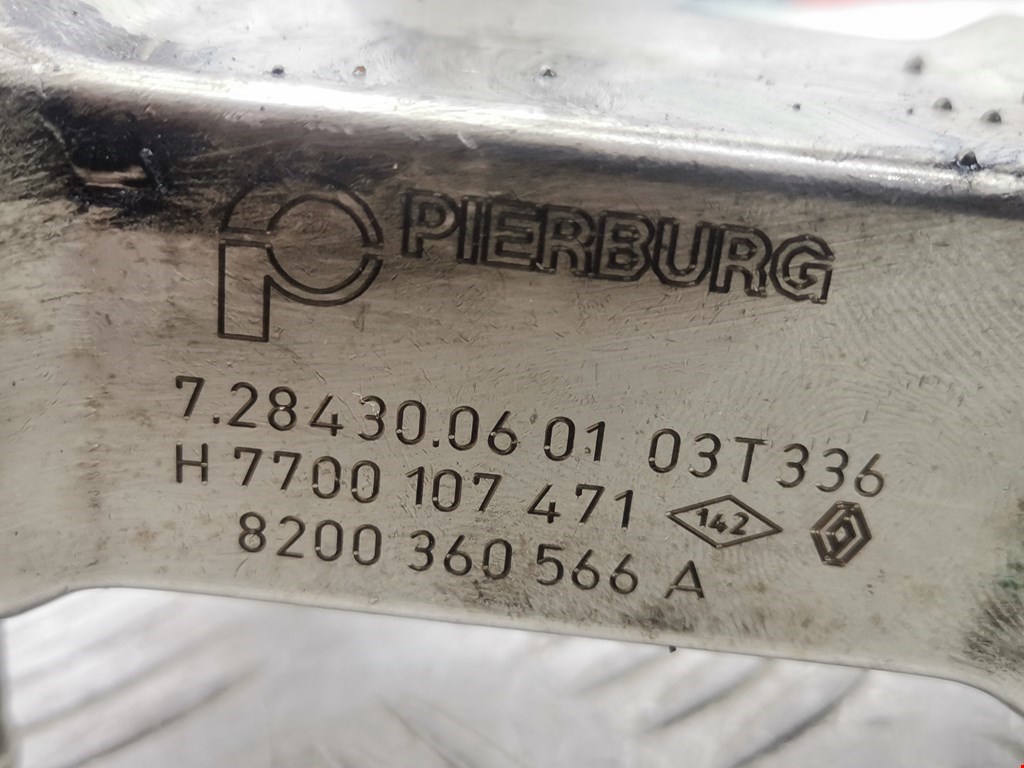 PIERBURG
7.28430.06 01 03T336
H 7700 107 471 142
8200 360 566 A